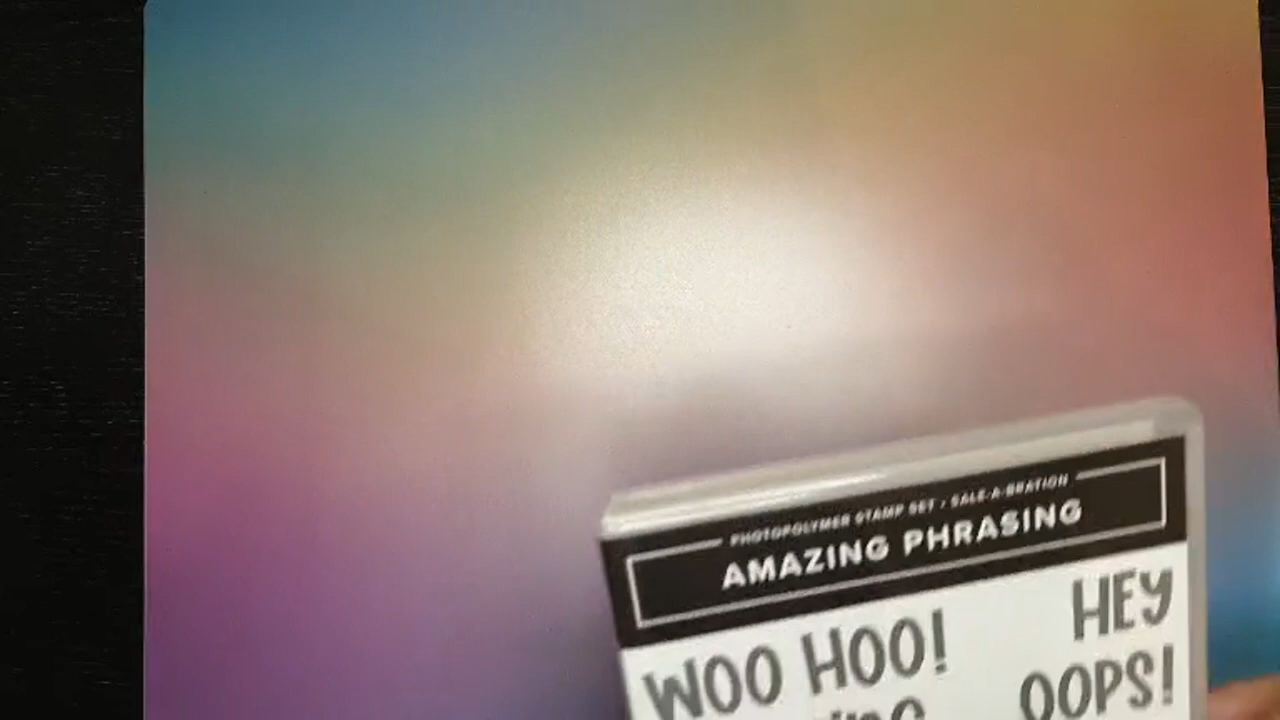 PHOTOPOLYMER STAMP SET • SALE-A-BRATION
AMAZING PHRASING
WOO HOO!
HEY
OOPS!